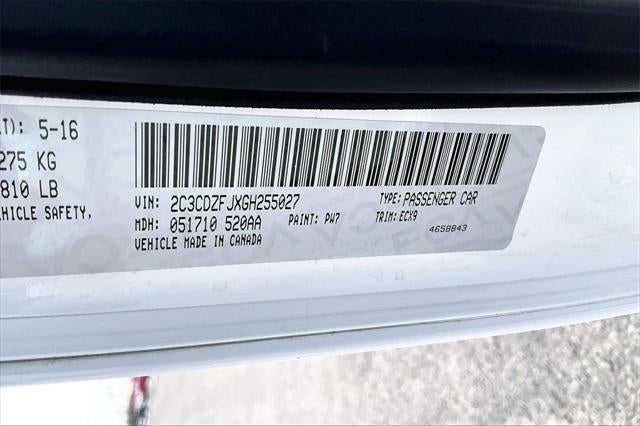 T): 5-16
275 KG
810 LB
EHICLE SAFETY,
VIN: 2C3CDZFJXGH255027 TYPE: PASSENGER CAR
MDH: 051710 520AA PAINT: PW7 TRIM: ECX9
VEHICLE MADE IN CANADA 4658843